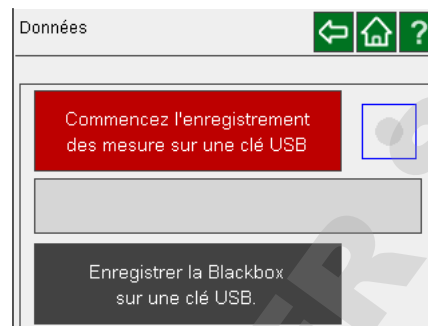 Données
?
Commencez l'enregistrement
des mesure sur une clé USB
Enregistrer la Blackbox
sur une clé USB.